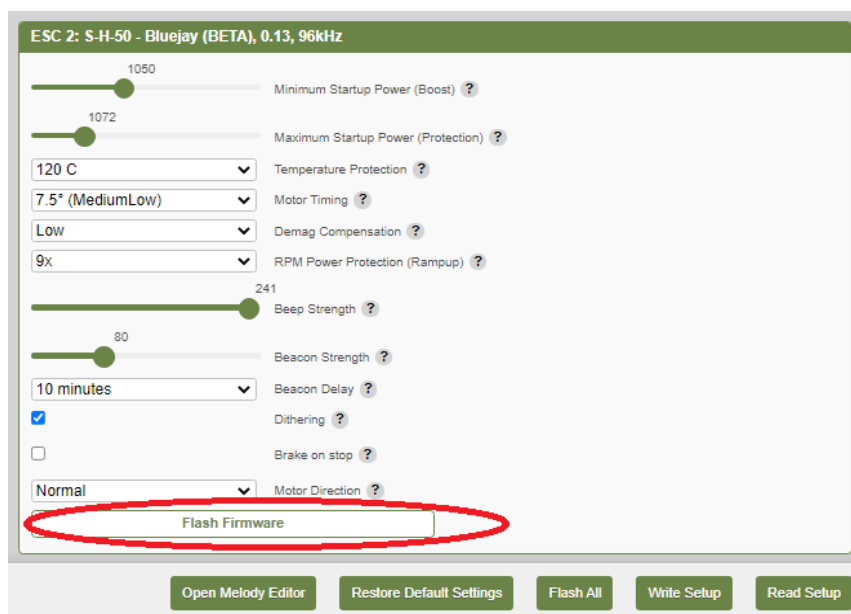 ESC 2: S-H-50 - Bluejay (BETA), 0.13, 96kHz
1050
Minimum Startup Power (Boost) ?
1072
Maximum Startup Power (Protection) ?
120 C Temperature Protection ?
7.5° (MediumLow) Motor Timing ?
Low Demag Compensation ?
9x RPM Power Protection (Rampup) ?
241
Beep Strength ?
80
Beacon Strength ?
10 minutes Beacon Delay ?
Dithering ?
Brake on stop ?
Normal Motor Direction ?
Flash Firmware
Open Melody Editor Restore Default Settings Flash All Write Setup Read Setup